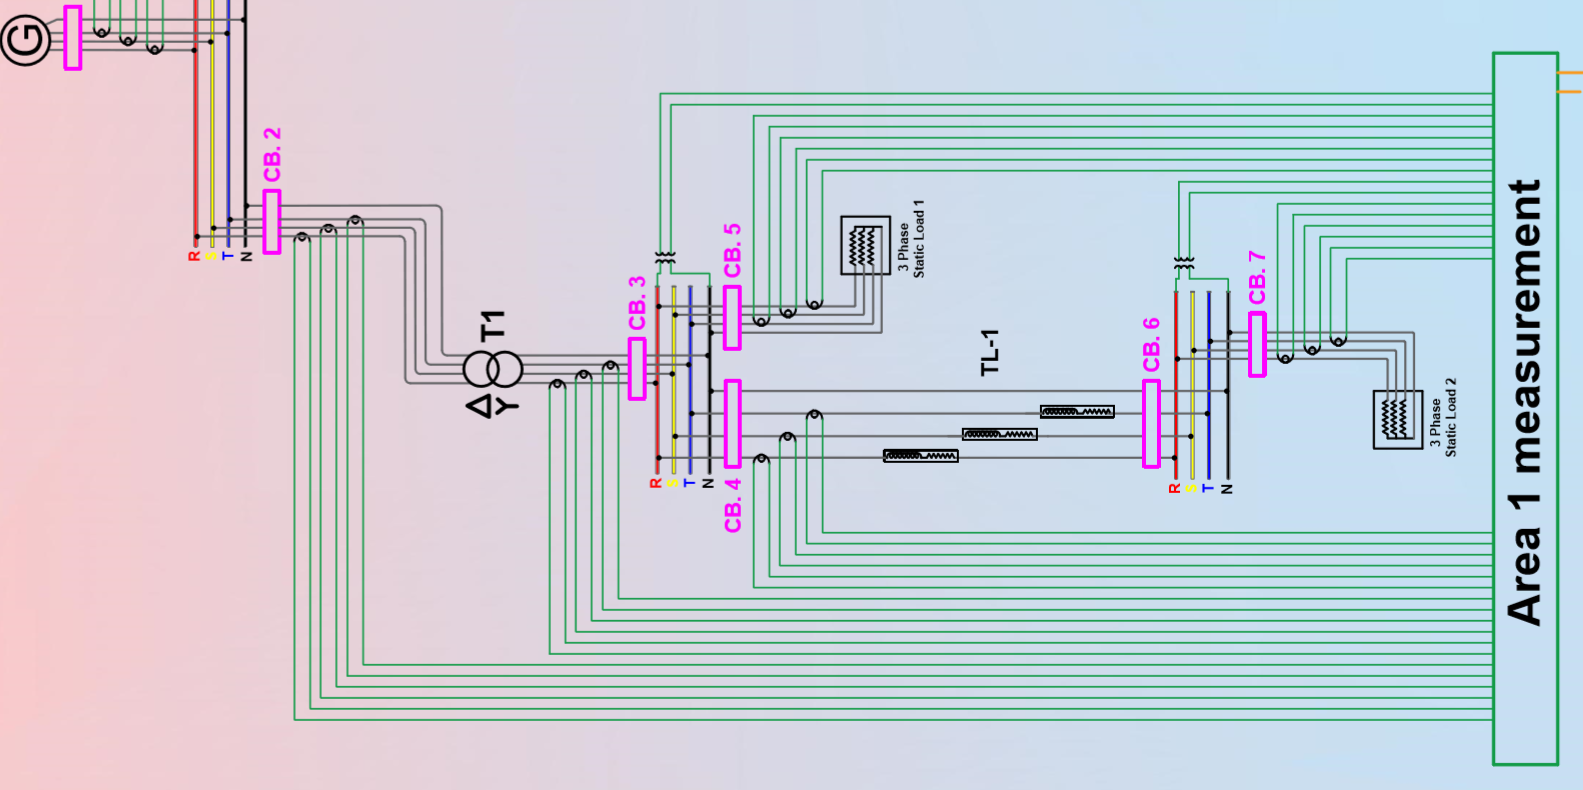 G
CB. 2
R
S
T
N
T1
Δ
Y
CB. 3
CB. 5
3 Phase
Static Load 1
CB. 4
R
S
T
N
TL-1
CB. 6
CB. 7
R
S
T
N
3 Phase
Static Load 2
Area 1 measurement